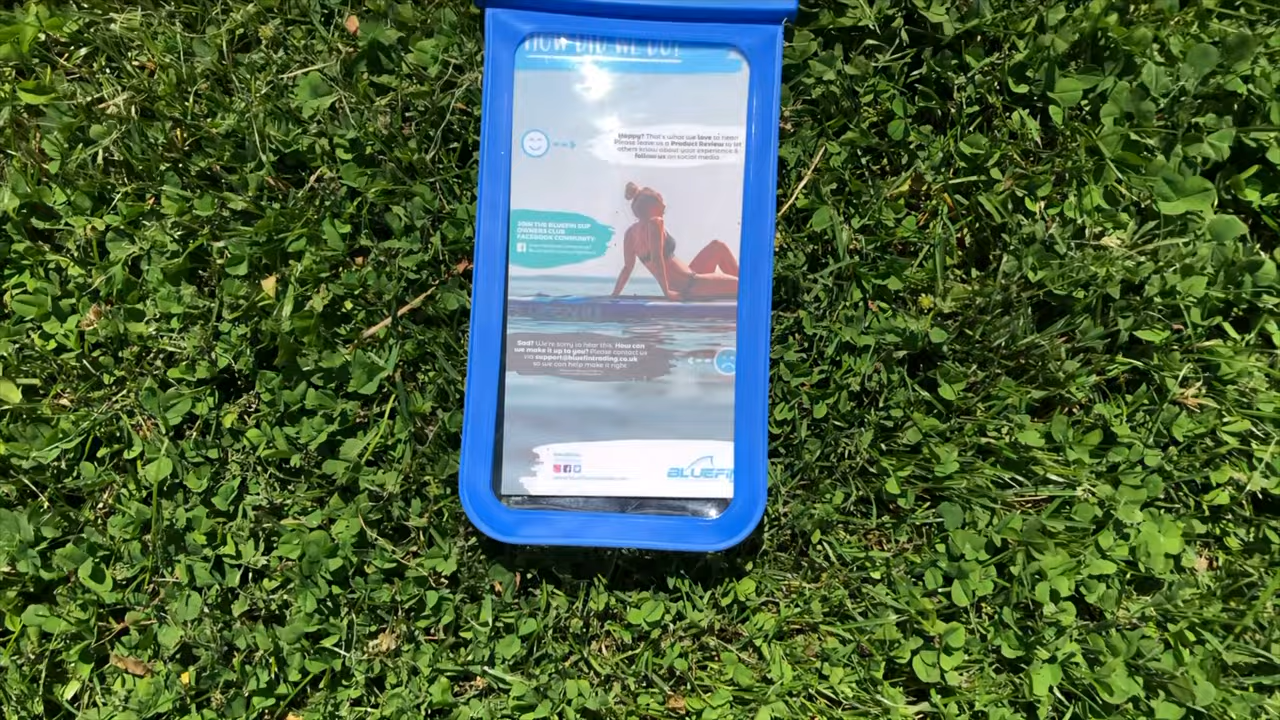 HOW DID WE DO?
Happy? That's what we love to hear!
Please leave us a Product Review to let
others know about your experience &
follow us on social media.
JOIN THE BLUEFIN SUP
OWNERS CLUB
FACEBOOK COMMUNITY
Sad? We're sorry to hear this. How can
we make it up to you? Please contact us
via support@bluefintrading.co.uk
so we can help make it right.
BLUEFIN